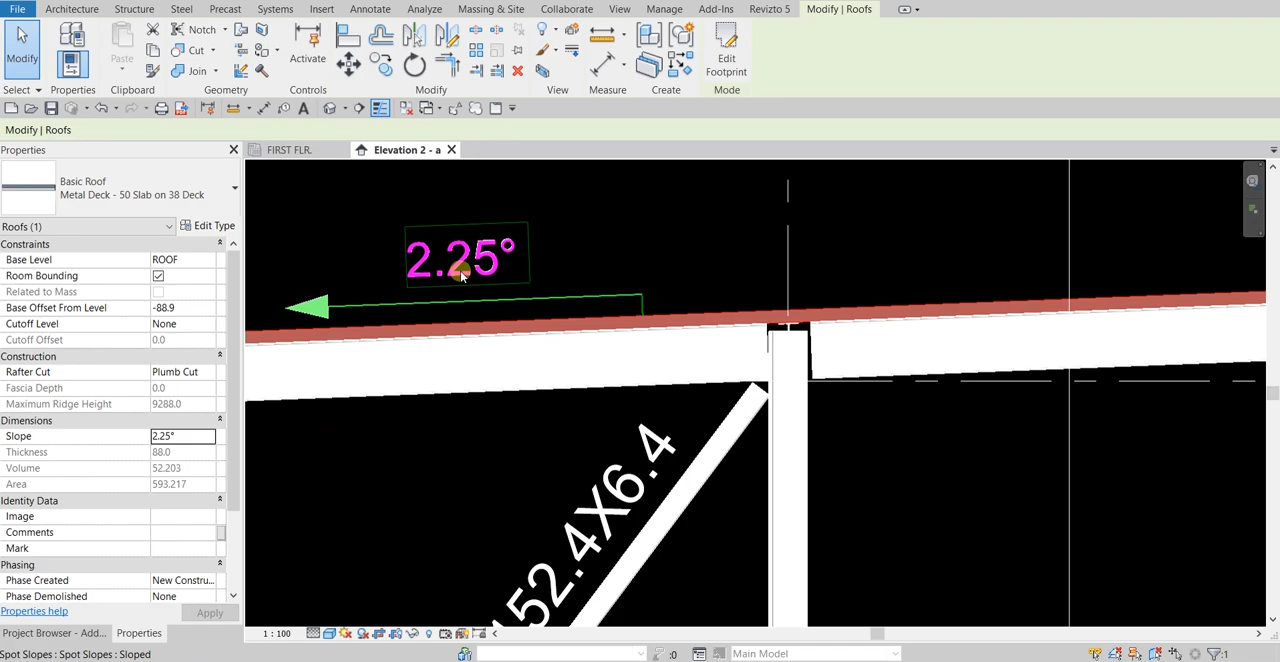 File Architecture Structure Steel Precast Systems Insert Annotate Analyze Massing & Site Collaborate View Manage Add-Ins Revizto 5 Modify | Roofs
Modify
Paste
Notch
Cut
Join
Activate
Edit
Footprint
Select Properties Clipboard Geometry Controls Modify View Measure Create Mode
Modify | Roofs
Properties
FIRST FLR. Elevation 2 - a
Basic Roof
Metal Deck - 50 Slab on 38 Deck
Roofs (1) Edit Type
Constraints
Base Level ROOF
Room Bounding
Related to Mass
Base Offset From Level -88.9
Cutoff Level None
Cutoff Offset 0.0
Construction
Rafter Cut Plumb Cut
Fascia Depth 0.0
Maximum Ridge Height 9288.0
Dimensions
Slope 2.25°
Thickness 88.0
Volume 52.203
Area 593.217
Identity Data
Image
Comments
Mark
Phasing
Phase Created New Constru...
Phase Demolished None
Properties help Apply
Project Browser - Add... Properties
2.25°
152.4X6.4
1 : 100
Spot Slopes : Spot Slopes : Sloped
:0
Main Model
:1